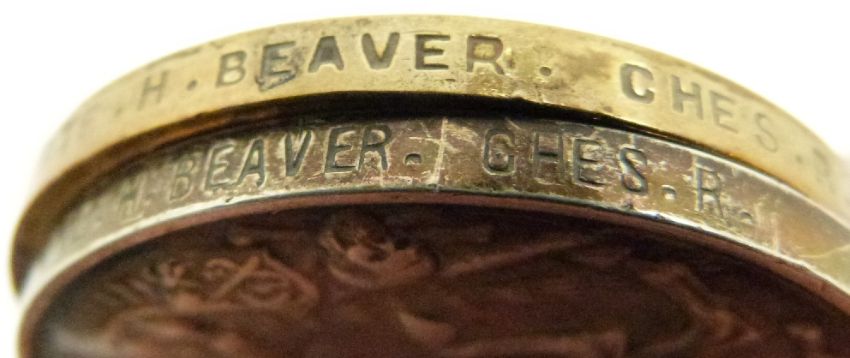 H. BEAVER. CHES.
H. BEAVER. CHES. R.